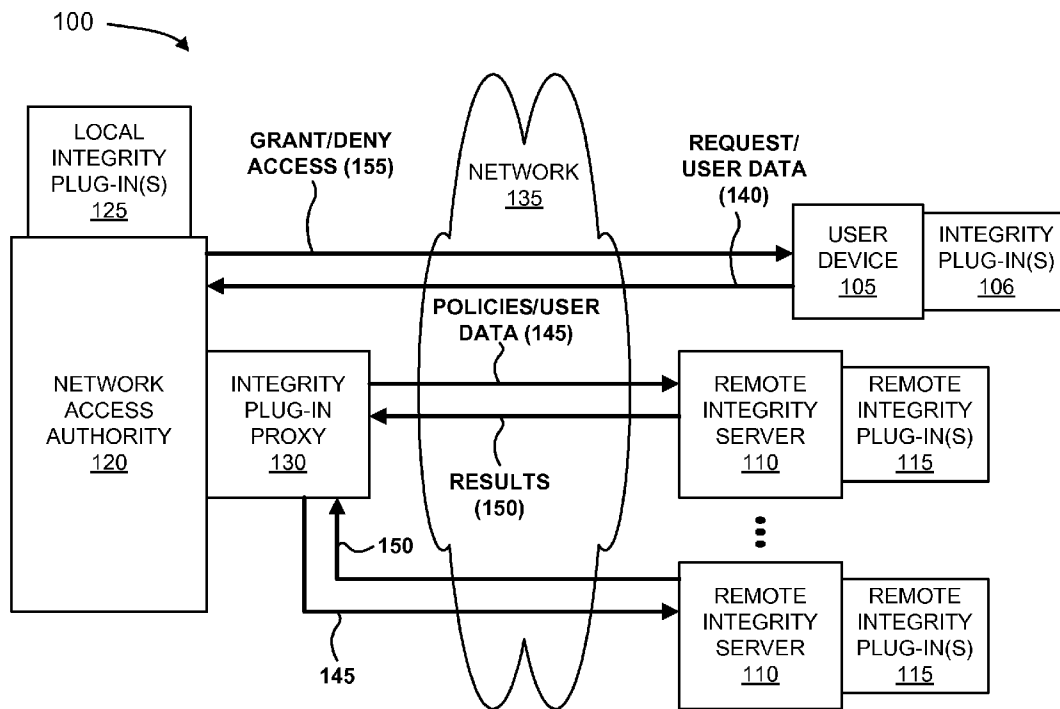 100
LOCAL
INTEGRITY
PLUG-IN(S)
125
GRANT/DENY
ACCESS (155)
NETWORK
135
REQUEST/
USER DATA
(140)
USER
DEVICE
105
INTEGRITY
PLUG-IN(S)
106
POLICIES/USER
DATA (145)
NETWORK
ACCESS
AUTHORITY
120
INTEGRITY
PLUG-IN
PROXY
130
REMOTE
INTEGRITY
SERVER
110
REMOTE
INTEGRITY
PLUG-IN(S)
115
RESULTS
(150)
150
145
REMOTE
INTEGRITY
SERVER
110
REMOTE
INTEGRITY
PLUG-IN(S)
115